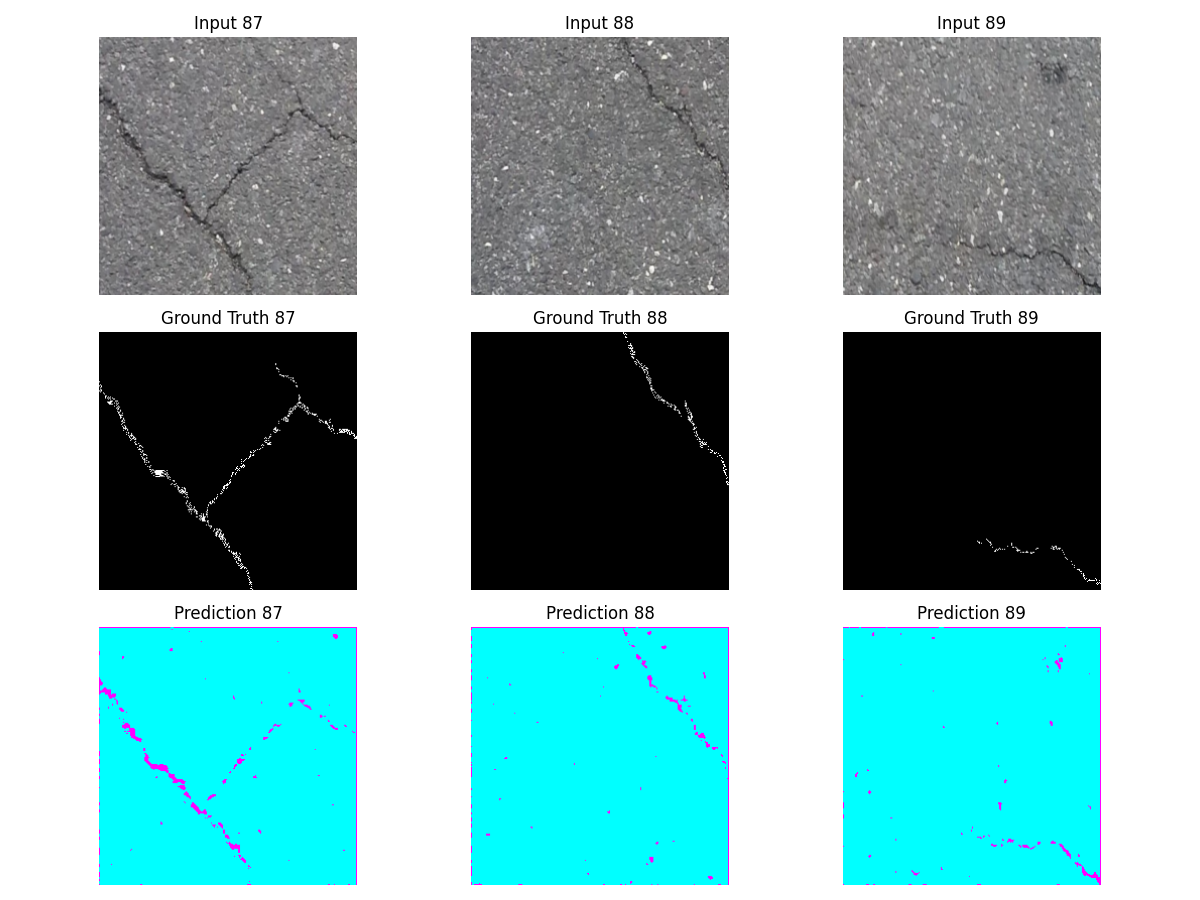 Input 87
Input 88
Input 89
Ground Truth 87
Ground Truth 88
Ground Truth 89
Prediction 87
Prediction 88
Prediction 89